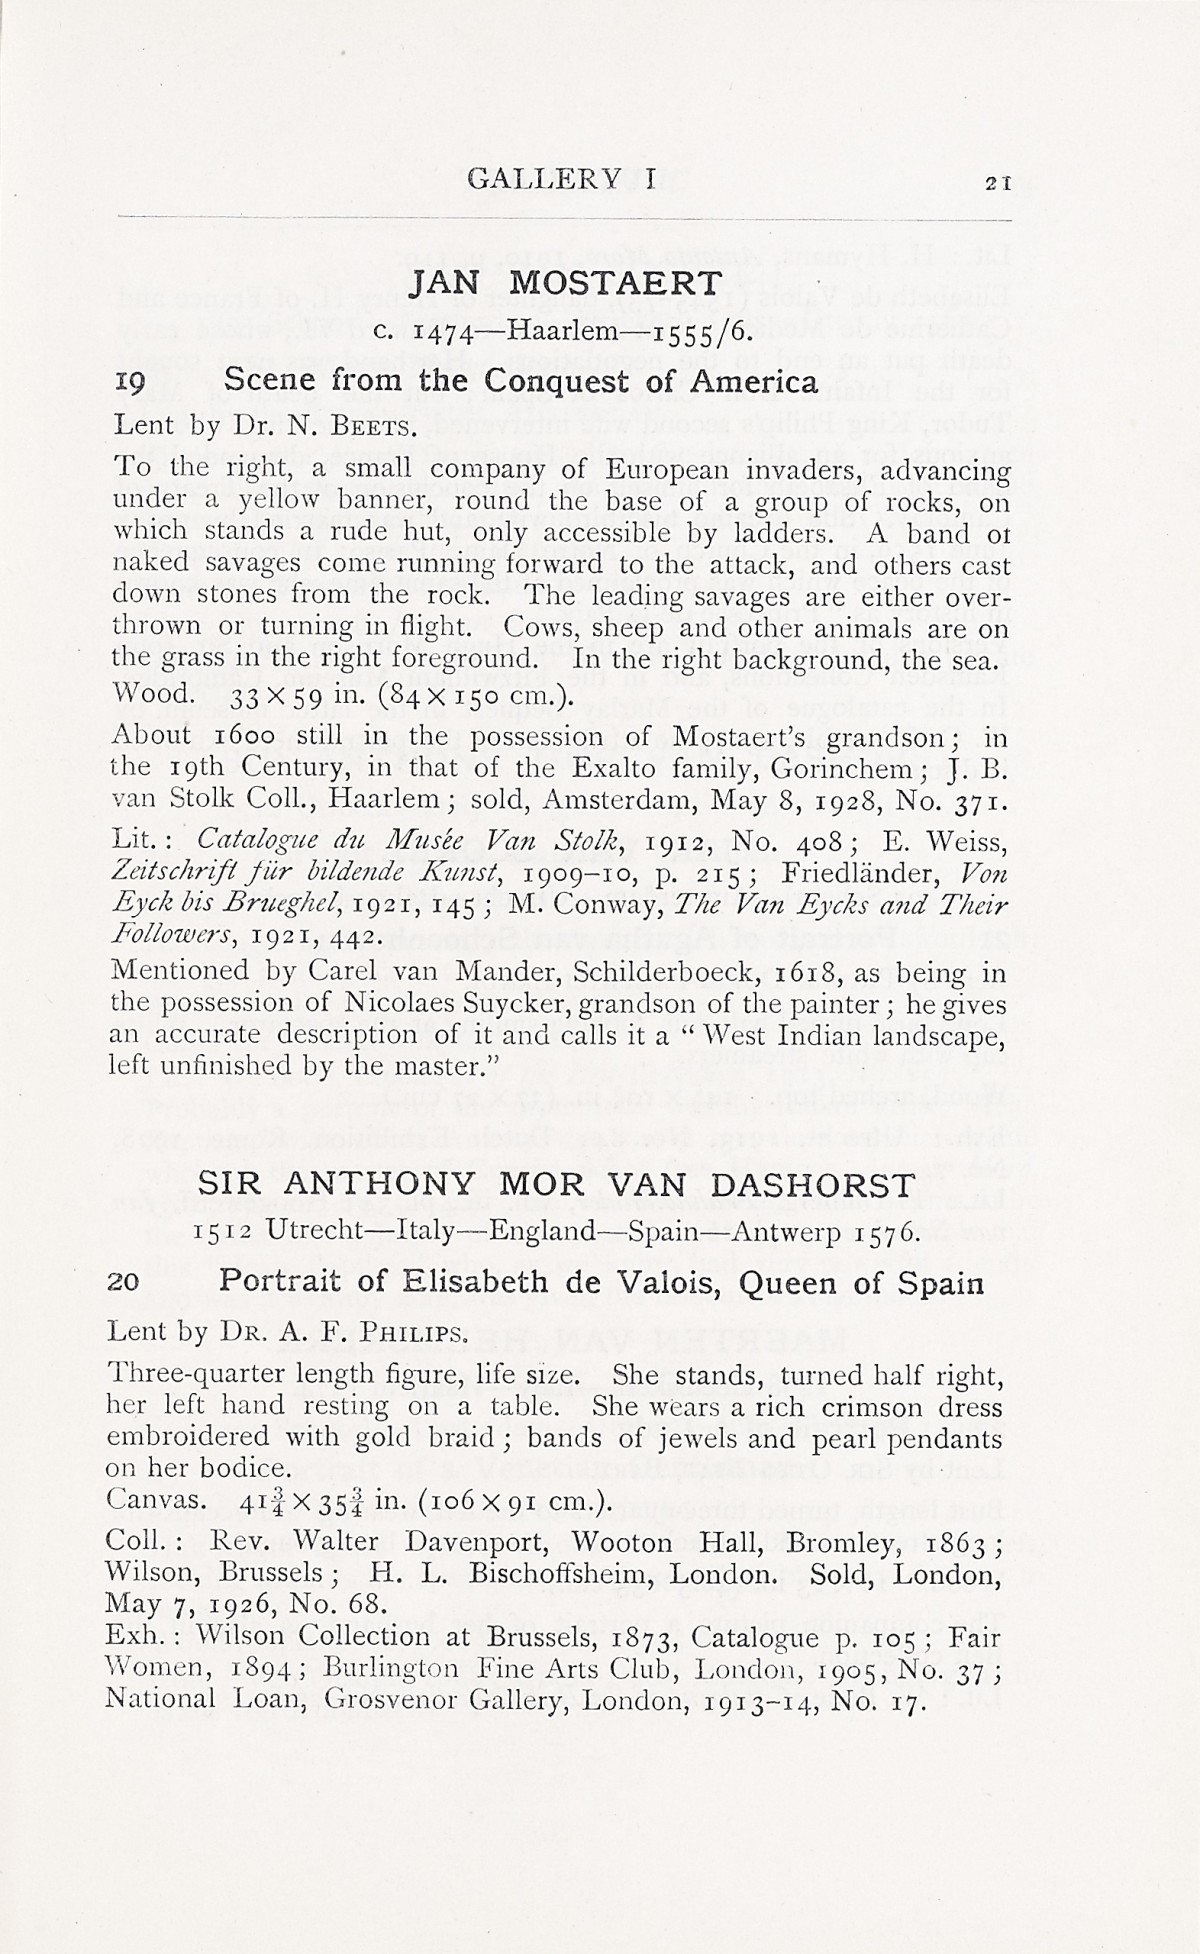 GALLERY I 21
JAN MOSTAERT
c. 1474—Haarlem—1555/6.
19 Scene from the Conquest of America
Lent by Dr. N. BEETS.
To the right, a small company of European invaders, advancing
under a yellow banner, round the base of a group of rocks, on
which stands a rude hut, only accessible by ladders. A band of
naked savages come running forward to the attack, and others cast
down stones from the rock. The leading savages are either over-
thrown or turning in flight. Cows, sheep and other animals are on
the grass in the right foreground. In the right background, the sea.
Wood. 33 × 59 in. (84 × 150 cm.).
About 1600 still in the possession of Mostaert's grandson; in
the 19th Century, in that of the Exalto family, Gorinchem; J. B.
van Stolk Coll., Haarlem; sold, Amsterdam, May 8, 1928, No. 371.
Lit.: Catalogue du Musée Van Stolk, 1912, No. 408; E. Weiss,
Zeitschrift für bildende Kunst, 1909–10, p. 215; Friedländer, Von
Eyck bis Brueghel, 1921, 145; M. Conway, The Van Eycks and Their
Followers, 1921, 442.
Mentioned by Carel van Mander, Schilderboeck, 1618, as being in
the possession of Nicolaes Suycker, grandson of the painter; he gives
an accurate description of it and calls it a "West Indian landscape,
left unfinished by the master."
SIR ANTHONY MOR VAN DASHORST
1512 Utrecht—Italy—England—Spain—Antwerp 1576.
20 Portrait of Elisabeth de Valois, Queen of Spain
Lent by DR. A. F. PHILIPS.
Three-quarter length figure, life size. She stands, turned half right,
her left hand resting on a table. She wears a rich crimson dress
embroidered with gold braid; bands of jewels and pearl pendants
on her bodice.
Canvas. 41¾ × 35¾ in. (106 × 91 cm.).
Coll.: Rev. Walter Davenport, Wooton Hall, Bromley, 1863;
Wilson, Brussels; H. L. Bischoffsheim, London. Sold, London,
May 7, 1926, No. 68.
Exh.: Wilson Collection at Brussels, 1873, Catalogue p. 105; Fair
Women, 1894; Burlington Fine Arts Club, London, 1905, No. 37;
National Loan, Grosvenor Gallery, London, 1913–14, No. 17.